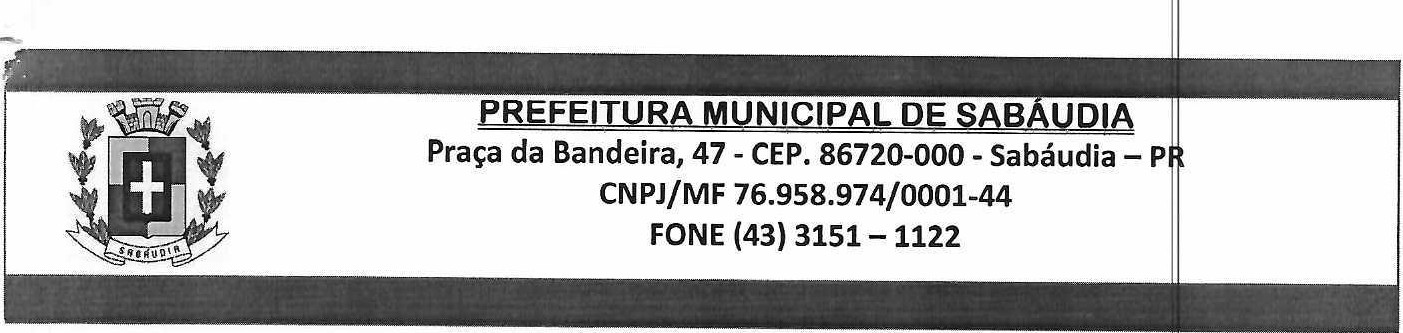 PREFEITURA MUNICIPAL DE SABÁUDIA
Praça da Bandeira, 47 - CEP. 86720-000 - Sabáudia – PR
CNPJ/MF 76.958.974/0001-44
FONE (43) 3151 – 1122
SABÁUDIA